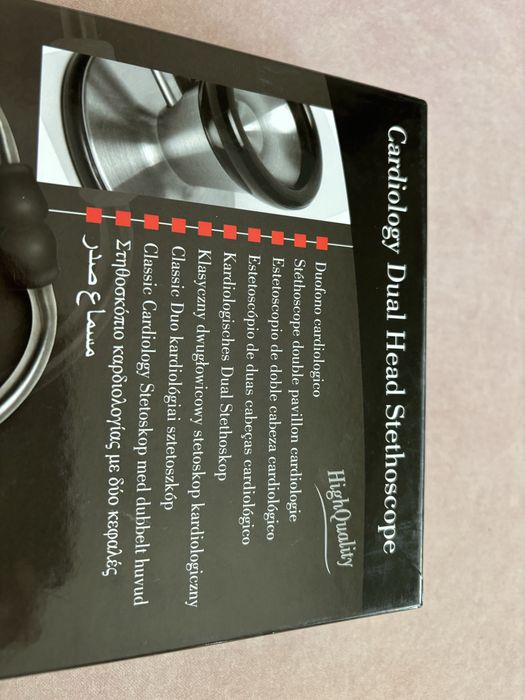 Cardiology Dual Head Stethoscope
HighQuality
Duofono cardiologico
Stéthoscope double pavillon cardiologie
Estetoscopio de doble cabeza cardiológico
Estetoscópio de duas cabeças cardiológico
Kardiologisches Dual Stethoskop
Klasyczny dwugłowicowy stetoskop kardiologiczny
Classic Duo kardiológiai sztetoszkóp
Classic Cardiology Stetoskop med dubbelt huvud
Στηθοσκόπιο καρδιολογίας με δύο κεφαλές
مسماع صدر